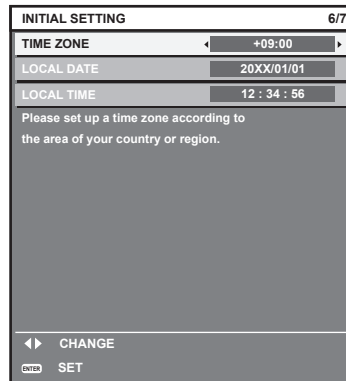 INITIAL SETTING 6/7
TIME ZONE +09:00
LOCAL DATE 20XX/01/01
LOCAL TIME 12 : 34 : 56
Please set up a time zone according to
the area of your country or region.
CHANGE
ENTER SET